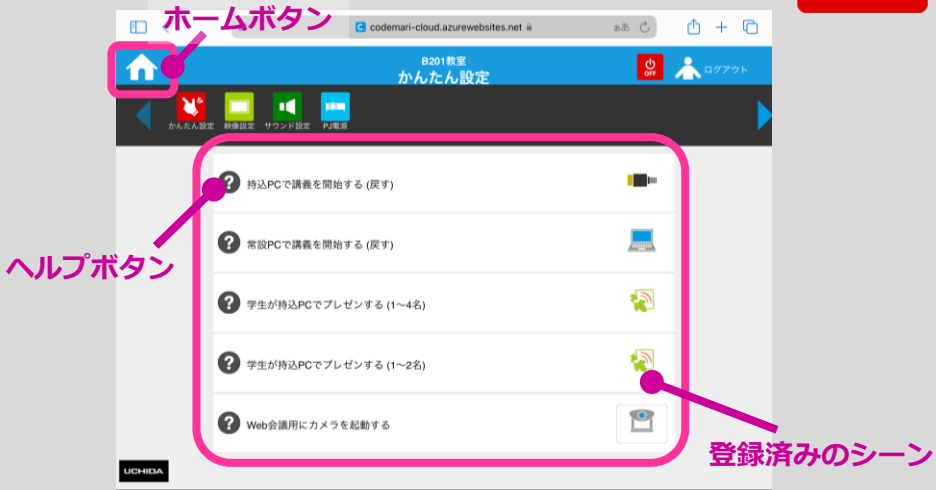 ホームボタン
codemari-cloud.azurewebsites.net
ぁあ
B201教室
かんたん設定
OFF
ログアウト
かんたん設定
映像設定
サウンド設定
PJ電源
? 持込PCで講義を開始する (戻す)
? 常設PCで講義を開始する (戻す)
ヘルプボタン
? 学生が持込PCでプレゼンする (1〜4名)
? 学生が持込PCでプレゼンする (1〜2名)
? Web会議用にカメラを起動する
登録済みのシーン
UCHIDA